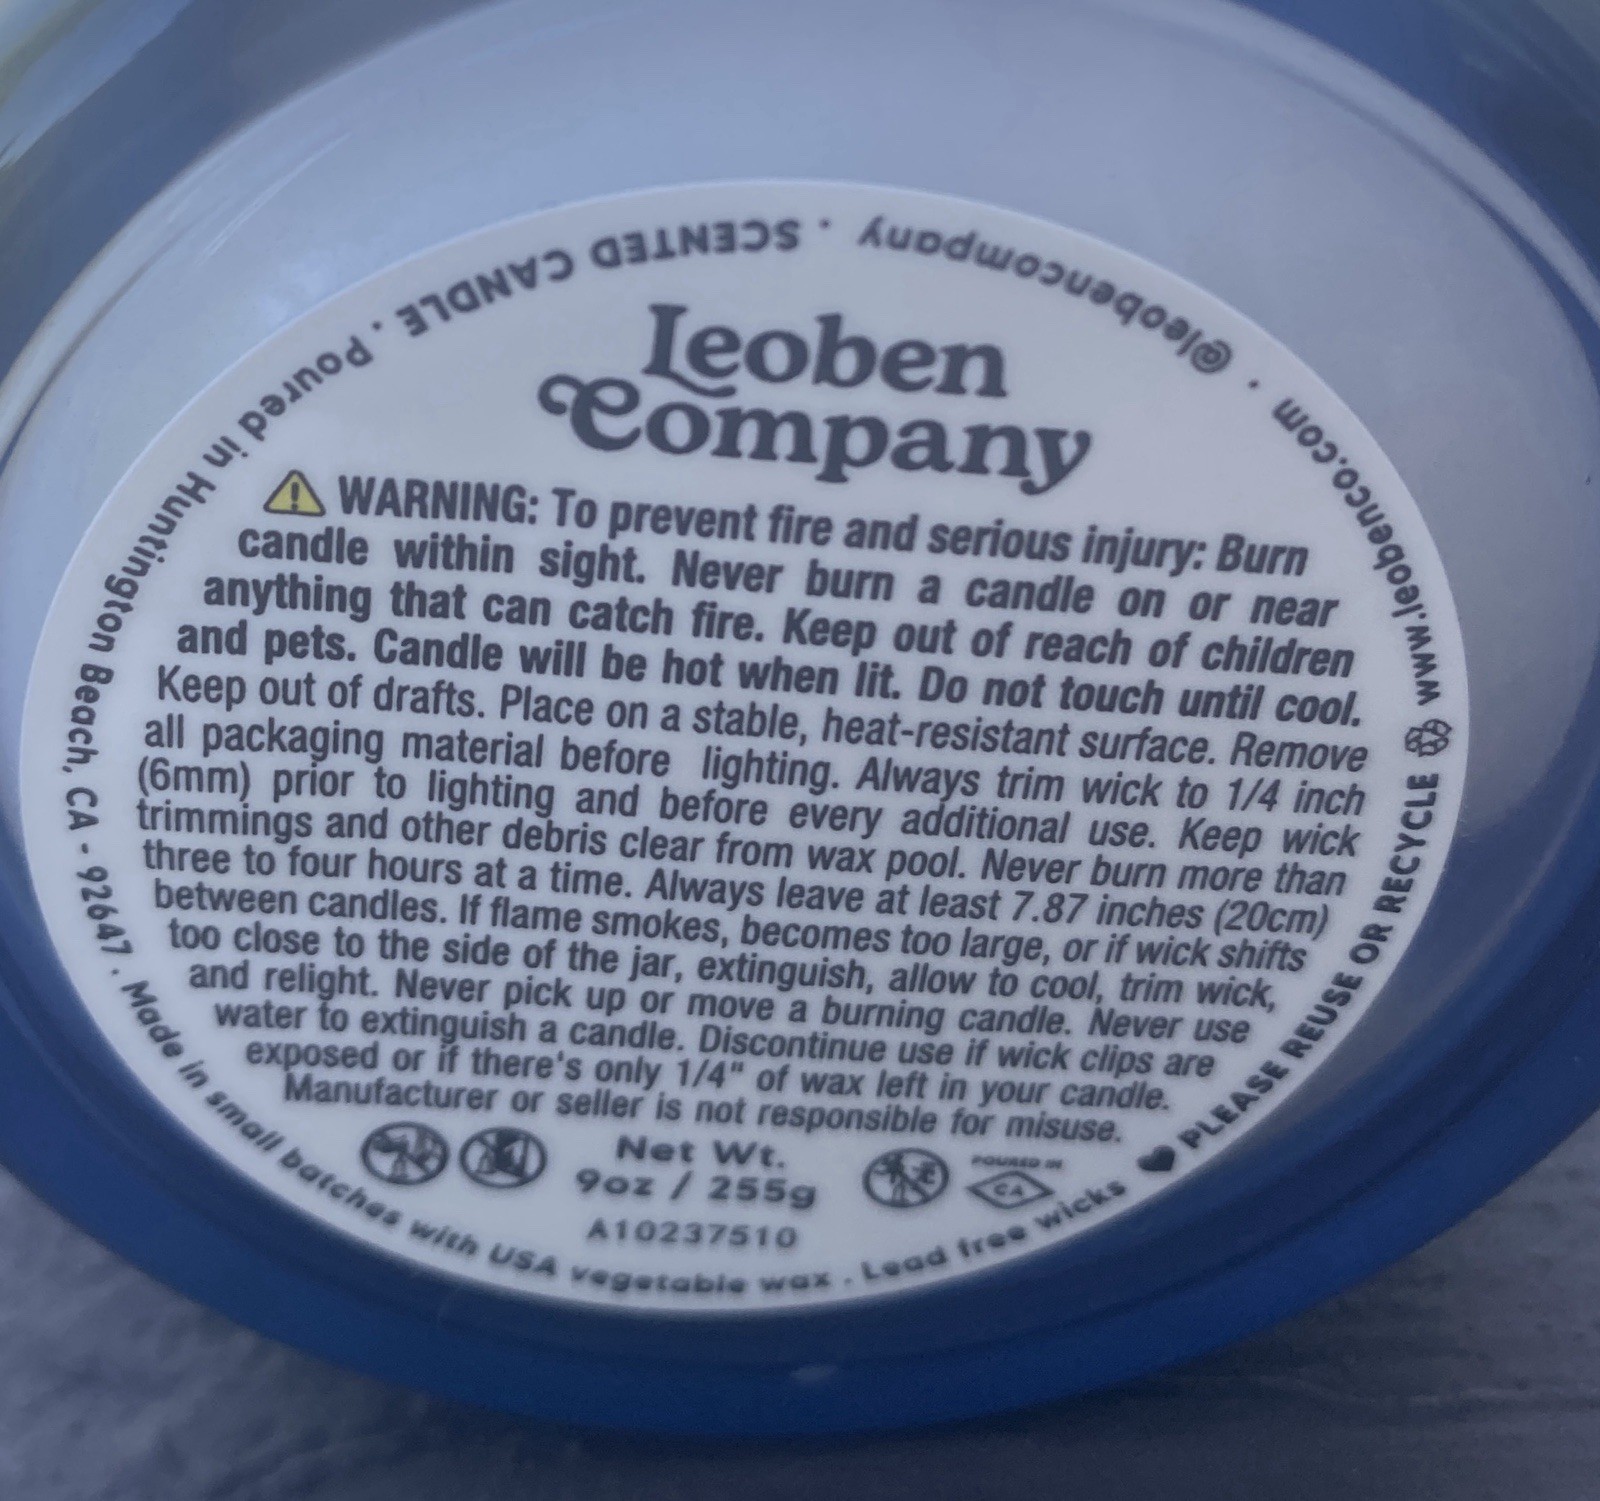 Leoben
Company
⚠ WARNING: To prevent fire and serious injury: Burn
candle within sight. Never burn a candle on or near
anything that can catch fire. Keep out of reach of children
and pets. Candle will be hot when lit. Do not touch until cool.
Keep out of drafts. Place on a stable, heat-resistant surface. Remove
all packaging material before lighting. Always trim wick to 1/4 inch
(6mm) prior to lighting and before every additional use. Keep wick
trimmings and other debris clear from wax pool. Never burn more than
three to four hours at a time. Always leave at least 7.87 inches (20cm)
between candles. If flame smokes, becomes too large, or if wick shifts
too close to the side of the jar, extinguish, allow to cool, trim wick,
and relight. Never pick up or move a burning candle. Never use
water to extinguish a candle. Discontinue use if wick clips are
exposed or if there's only 1/4" of wax left in your candle.
Manufacturer or seller is not responsible for misuse.
Net Wt.
9oz / 255g
A10237510
POURED IN
CA
@leobencompany · SCENTED CANDLE · Poured in Huntington Beach, CA - 92647 · Made in small batches with USA vegetable wax · Lead free wicks ♥ PLEASE REUSE OR RECYCLE ♻ www.leobenco.com ·